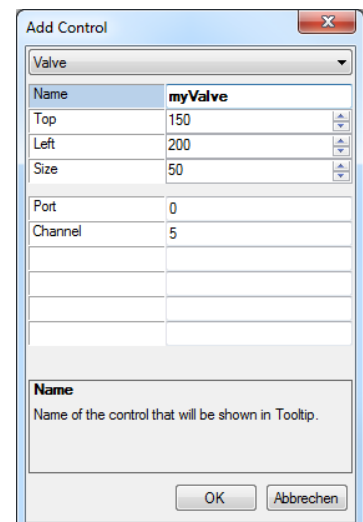 Add Control
Valve
Name myValve
Top 150
Left 200
Size 50
Port 0
Channel 5
Name
Name of the control that will be shown in Tooltip.
OK Abbrechen